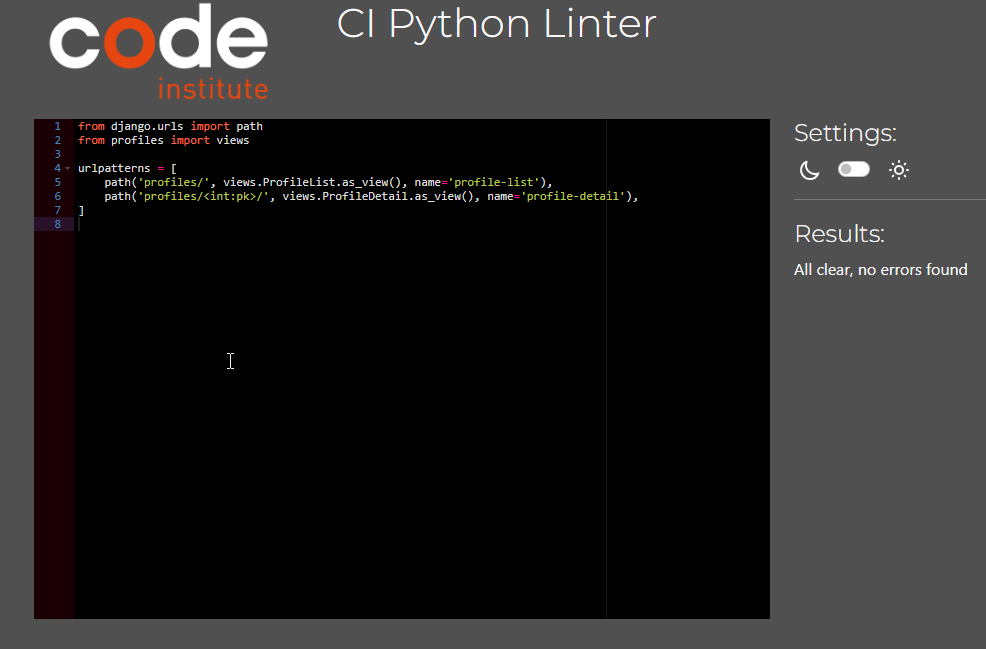 code
institute
CI Python Linter
1 from django.urls import path
2 from profiles import views
3
4 urlpatterns = [
5     path('profiles/', views.ProfileList.as_view(), name='profile-list'),
6     path('profiles/<int:pk>/', views.ProfileDetail.as_view(), name='profile-detail'),
7 ]
8
Settings:
Results:
All clear, no errors found